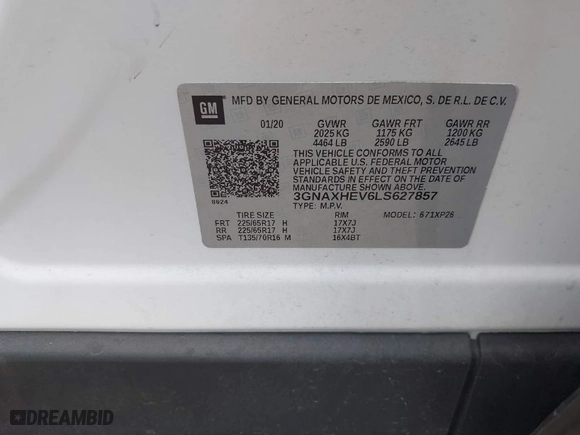 GM MFD BY GENERAL MOTORS DE MEXICO, S. DE R.L. DE C.V.
01/20 GVWR GAWR FRT GAWR RR
2025 KG 1175 KG 1200 KG
4464 LB 2590 LB 2645 LB
THIS VEHICLE CONFORMS TO ALL
APPLICABLE U.S. FEDERAL MOTOR
VEHICLE SAFETY AND THEFT PREVENTION
STANDARDS IN EFFECT ON THE DATE OF
MANUFACTURE SHOWN ABOVE.
3GNAXHEV6LS627857
TYPE: M.P.V.
8624
TIRE SIZE RIM MODEL: 671XP26
FRT 225/65R17 H 17X7J
RR 225/65R17 H 17X7J
SPA T135/70R16 M 16X4BT
DREAMBID